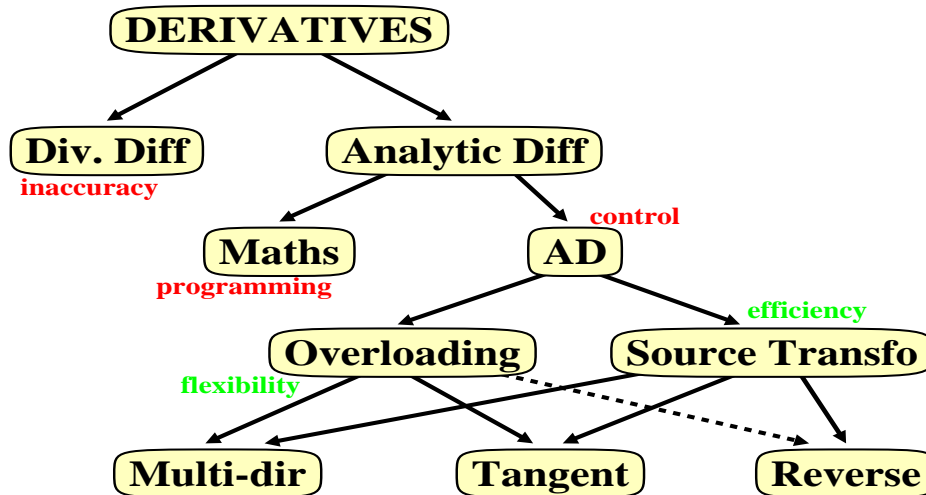 DERIVATIVES
Div. Diff
Analytic Diff
inaccuracy
control
Maths
AD
programming
efficiency
Overloading
Source Transfo
flexibility
Multi-dir
Tangent
Reverse